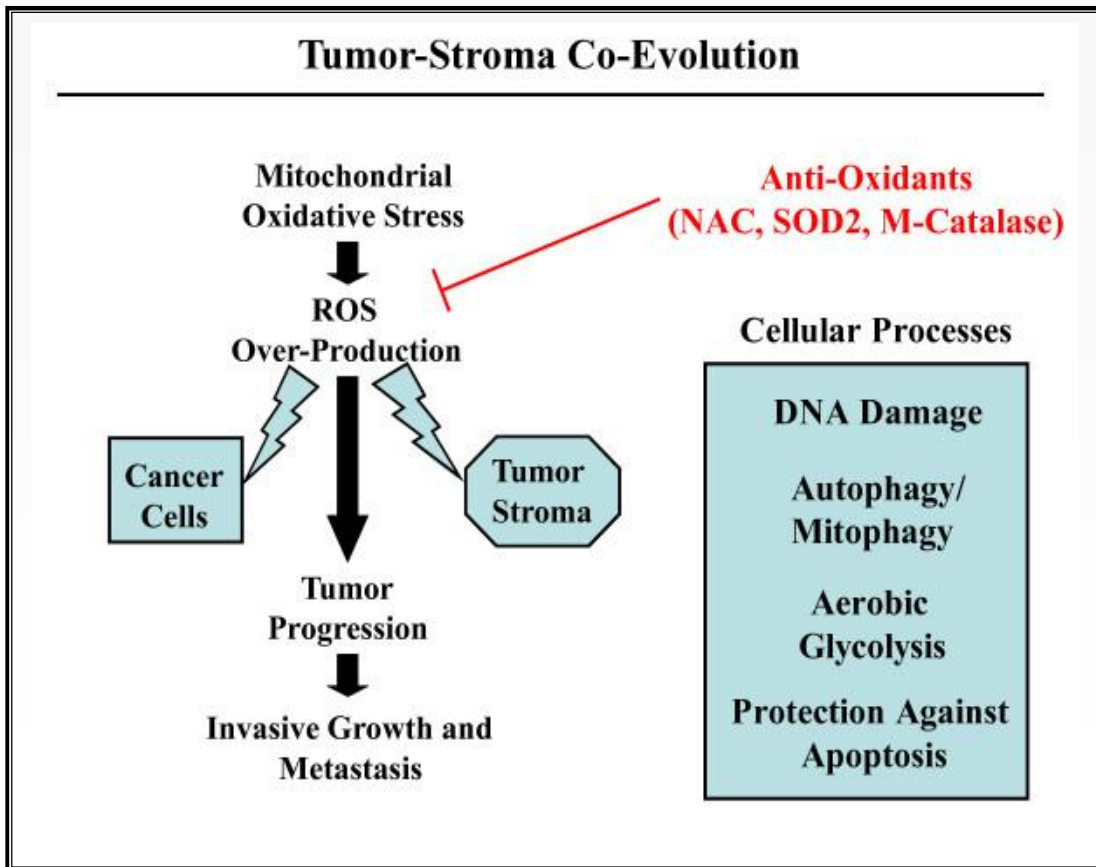 Tumor-Stroma Co-Evolution
Mitochondrial
Oxidative Stress
Anti-Oxidants
(NAC, SOD2, M-Catalase)
ROS
Over-Production
Cancer
Cells
Tumor
Stroma
Tumor
Progression
Invasive Growth and
Metastasis
Cellular Processes
DNA Damage
Autophagy/
Mitophagy
Aerobic
Glycolysis
Protection Against
Apoptosis